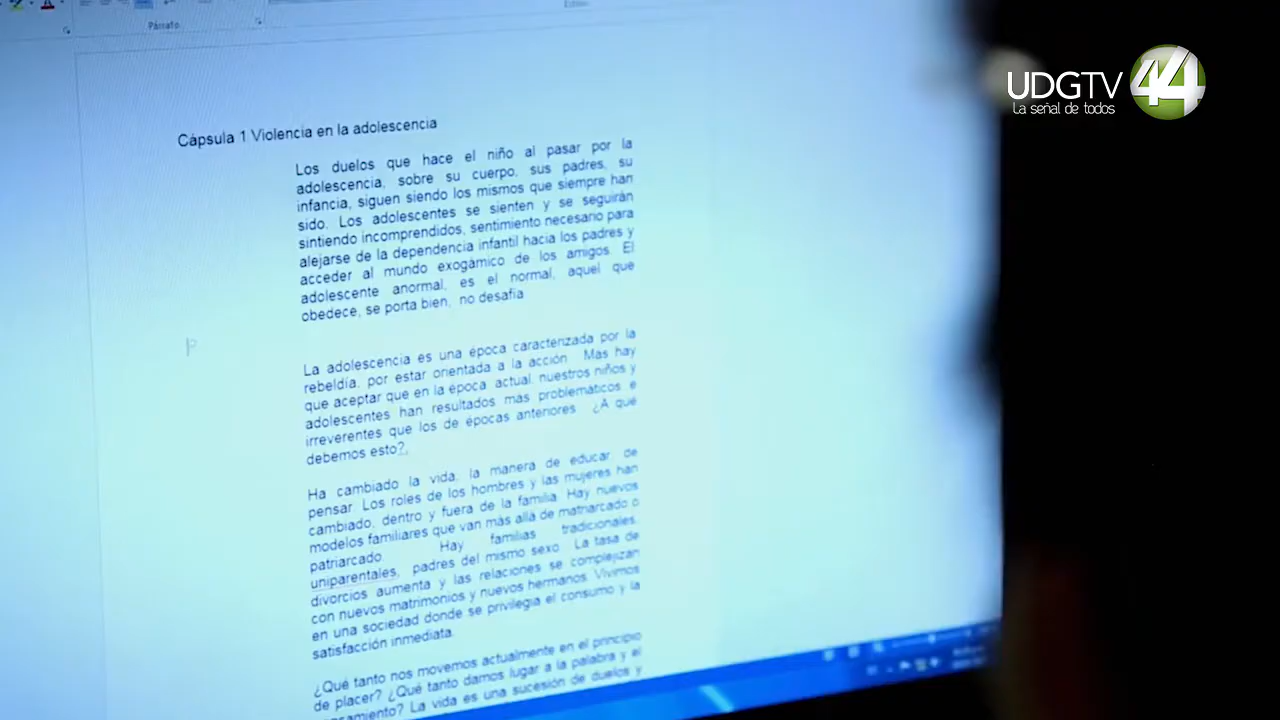 Párrafo
UDGTV 44
La señal de todos
Cápsula 1 Violencia en la adolescencia
Los duelos que hace el niño al pasar por la
adolescencia, sobre su cuerpo, sus padres, su
infancia, siguen siendo los mismos que siempre han
sido. Los adolescentes se sienten y se seguirán
sintiendo incomprendidos, sentimiento necesario para
alejarse de la dependencia infantil hacia los padres y
acceder al mundo exogámico de los amigos. El
adolescente anormal, es el normal, aquel que
obedece, se porta bien, no desafía
La adolescencia es una época caracterizada por la
rebeldía, por estar orientada a la acción. Mas hay
que aceptar que en la época actual, nuestros niños y
adolescentes han resultados más problemáticos e
irreverentes que los de épocas anteriores. ¿A qué
debemos esto?.
Ha cambiado la vida, la manera de educar, de
pensar. Los roles de los hombres y las mujeres han
cambiado, dentro y fuera de la familia. Hay nuevos
modelos familiares que van más allá de matriarcado o
patriarcado. Hay familias tradicionales,
uniparentales, padres del mismo sexo. La tasa de
divorcios aumenta y las relaciones se complejizan
con nuevos matrimonios y nuevos hermanos. Vivimos
en una sociedad donde se privilegia el consumo y la
satisfacción inmediata.
¿Qué tanto nos movemos actualmente en el principio
de placer? ¿Qué tanto damos lugar a la palabra y el
pensamiento? La vida es una sucesión de duelos y